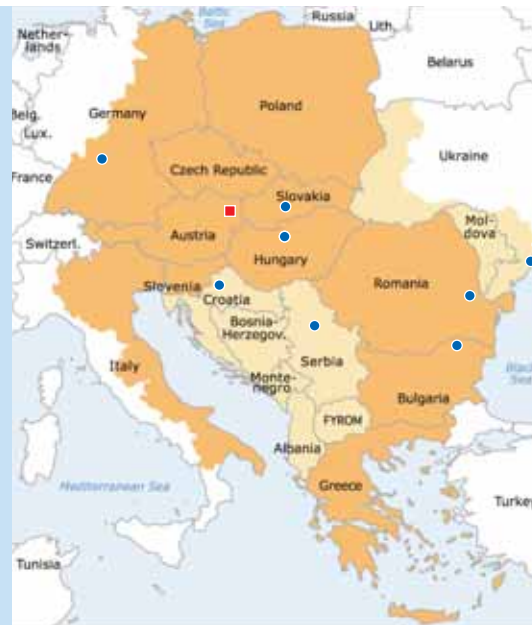 Baltic
Sea
Russia
Lith.
Nether-
lands
Belarus
Germany
Poland
Belg.
Lux.
Ukraine
Czech Republic
France
Slovakia
Mol-
dova
Austria
Switzerl.
Hungary
Romania
Slovenia
Croatia
Bosnia-
Herzegov.
Serbia
Italy
Black
Sea
Monte-
negro
Bulgaria
FYROM
Albania
Mediterranean Sea
Greece
Turkey
Tunisia